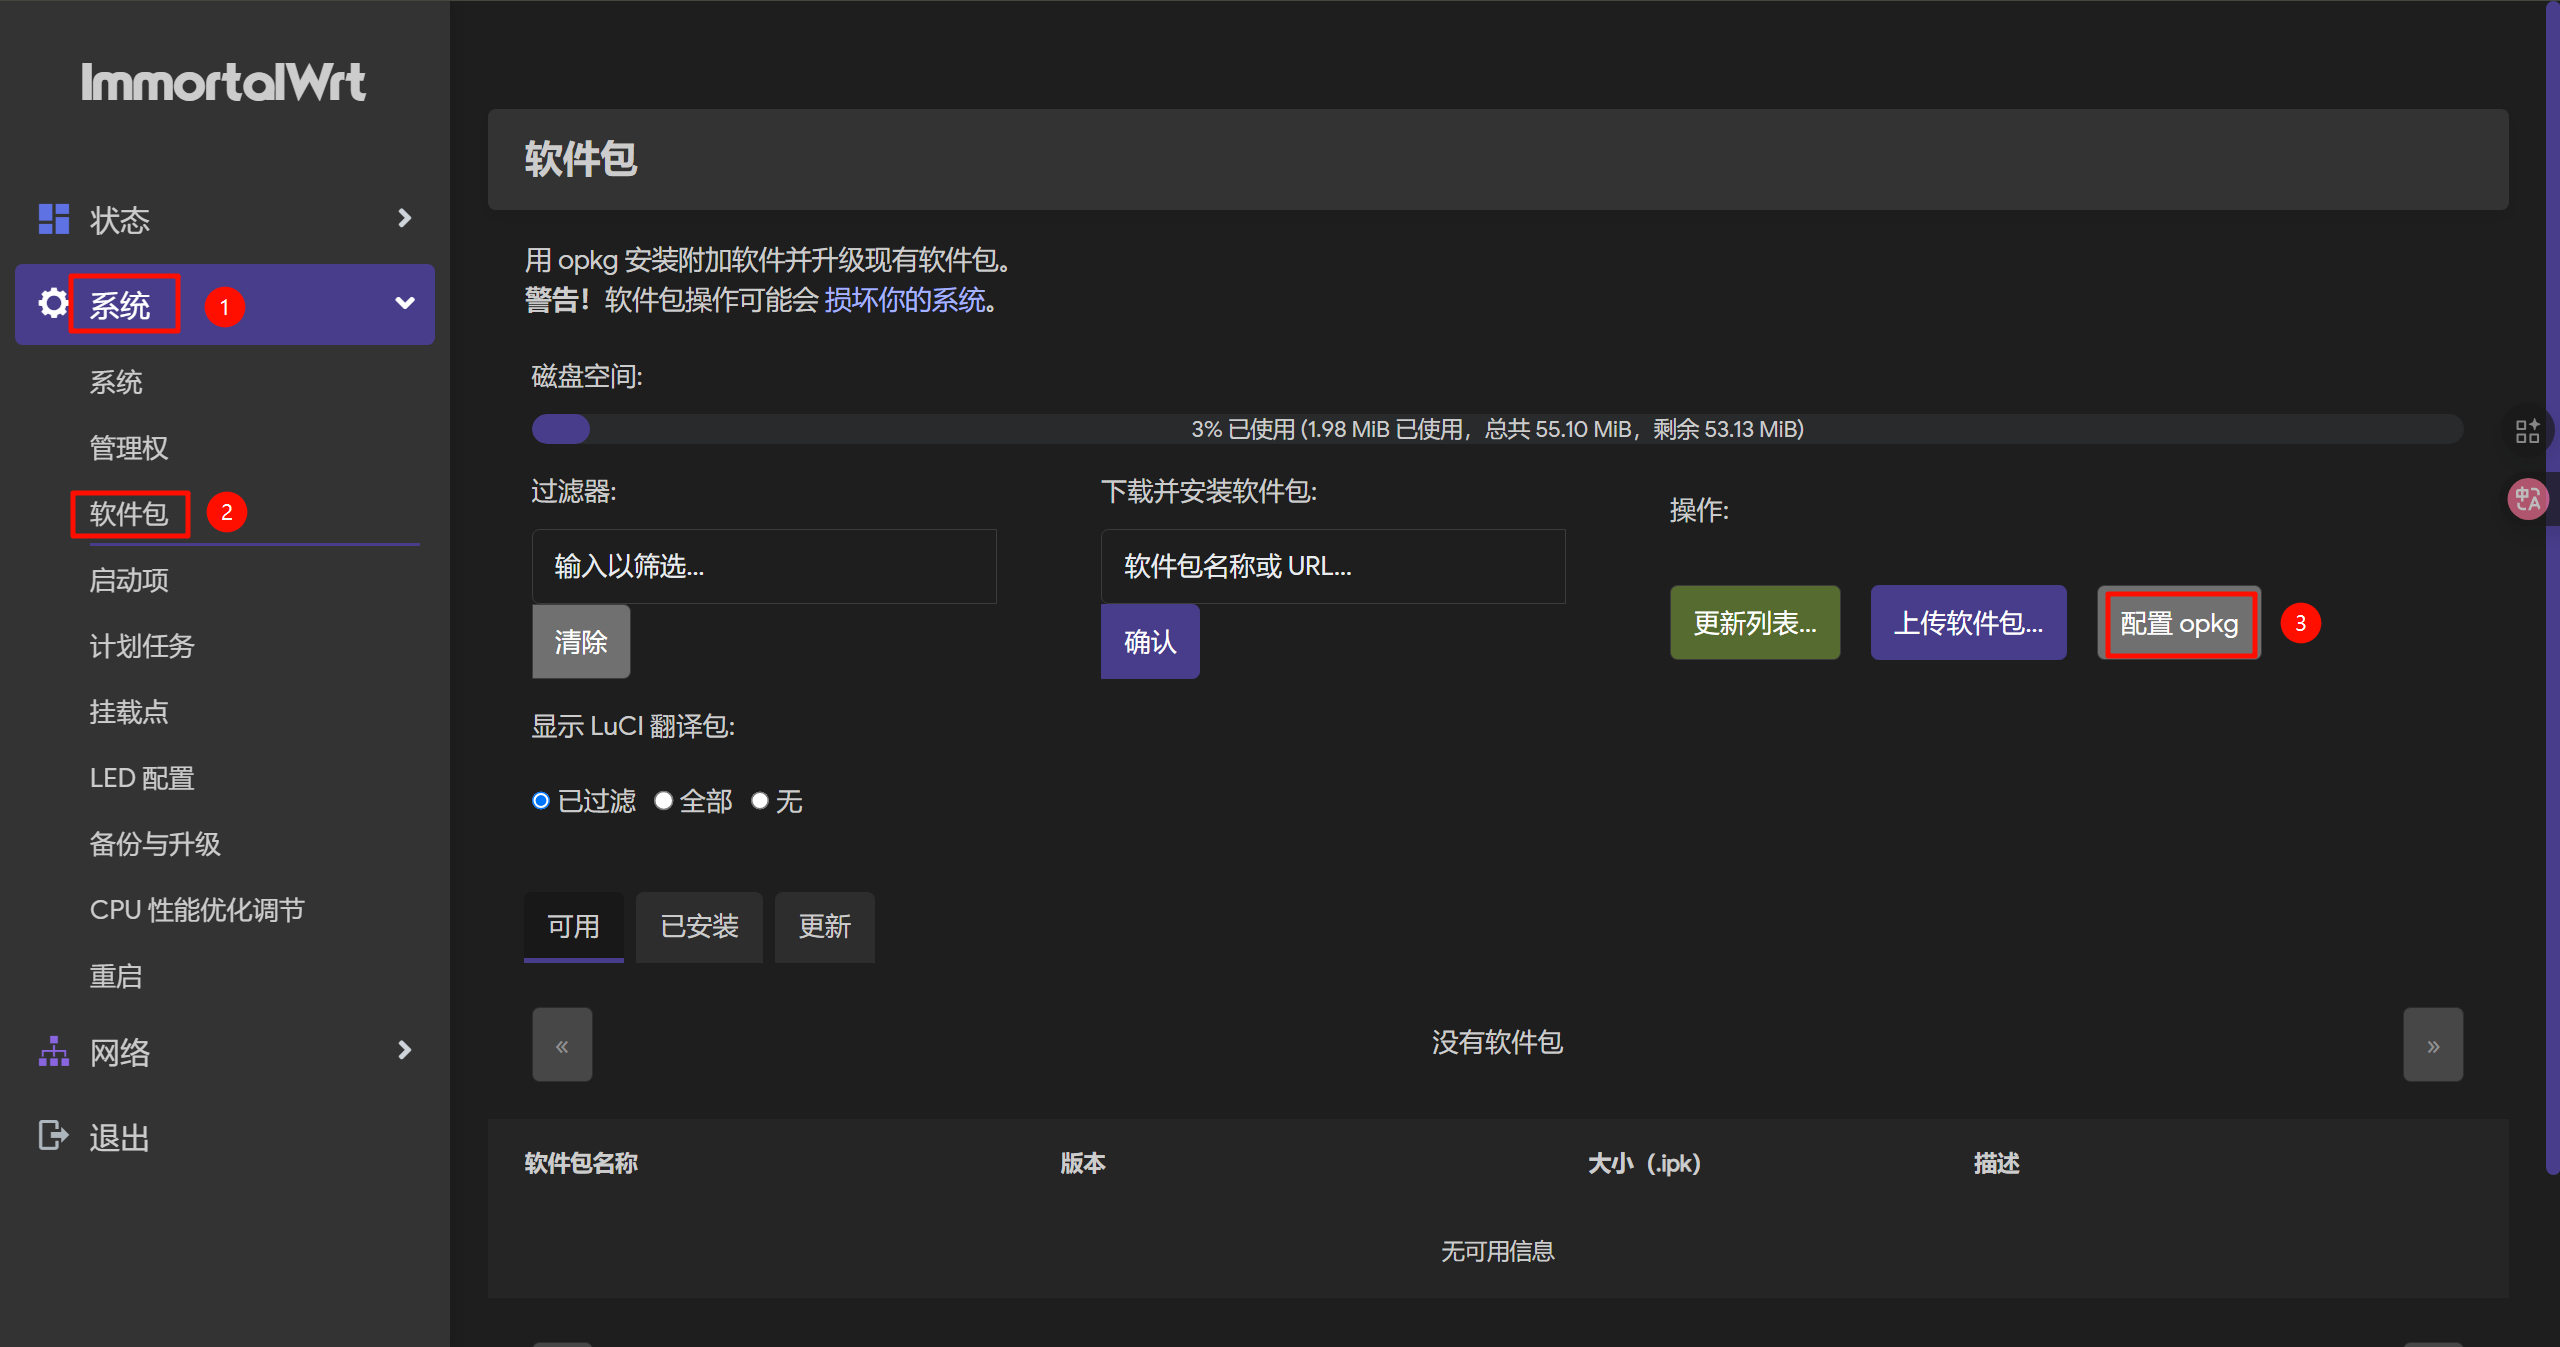 ImmortalWrt
状态
系统
1
系统
管理权
软件包
2
启动项
计划任务
挂载点
LED 配置
备份与升级
CPU 性能优化调节
重启
网络
退出
软件包
用 opkg 安装附加软件并升级现有软件包。
警告！软件包操作可能会 损坏你的系统。
磁盘空间:
3% 已使用 (1.98 MiB 已使用，总共 55.10 MiB，剩余 53.13 MiB)
过滤器:
输入以筛选...
清除
下载并安装软件包:
软件包名称或 URL...
确认
操作:
更新列表...
上传软件包...
配置 opkg
3
显示 LuCI 翻译包:
已过滤 全部 无
可用 已安装 更新
«
没有软件包
»
软件包名称 版本 大小（.ipk） 描述
无可用信息
中A